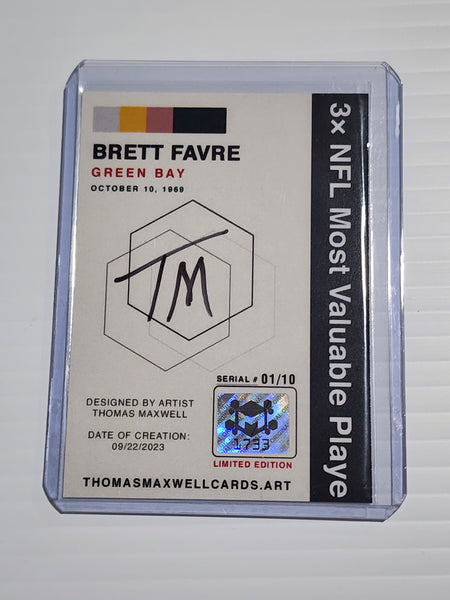 BRETT FAVRE
GREEN BAY
OCTOBER 10, 1969
TM
SERIAL # 01/10
1733
LIMITED EDITION
DESIGNED BY ARTIST
THOMAS MAXWELL
DATE OF CREATION:
09/22/2023
THOMASMAXWELLCARDS.ART
3x NFL Most Valuable Playe